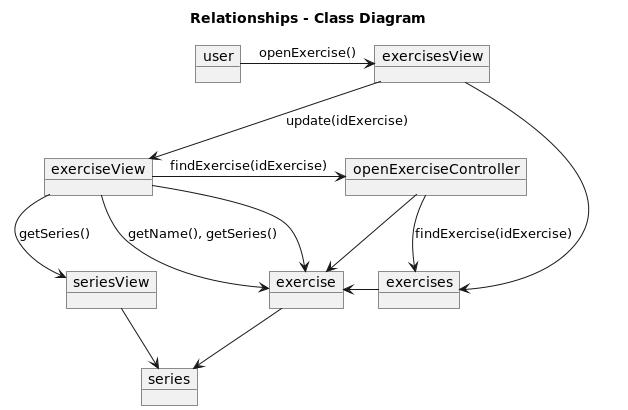 Relationships - Class Diagram
user
openExercise()
exercisesView
update(idExercise)
exerciseView
findExercise(idExercise)
openExerciseController
getSeries()
getName(), getSeries()
findExercise(idExercise)
seriesView
exercise
exercises
series